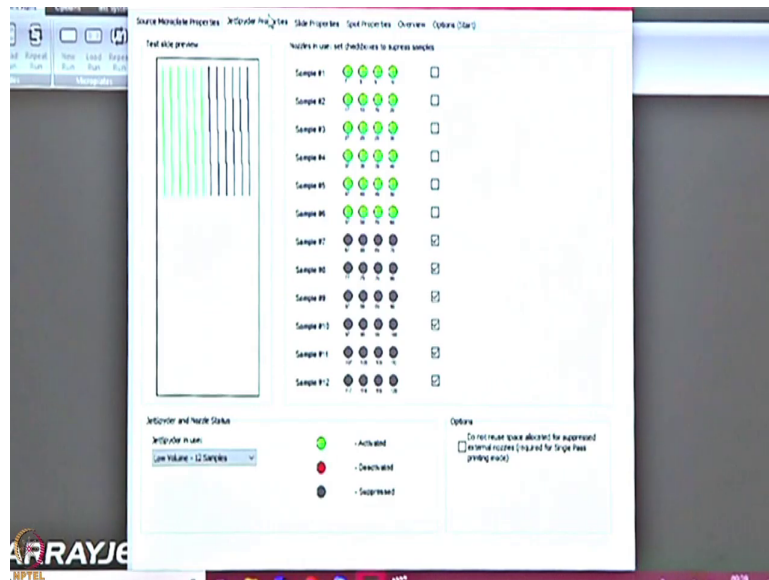 Source Microplate Properties JetSpyder Properties Slide Properties Spot Properties Overview Options (Start)
Test slide preview
Nozzles in use: set checkboxes to supress samples
Sample #1
Sample #2
Sample #3
Sample #4
Sample #5
Sample #6
Sample #7
Sample #8
Sample #9
Sample #10
Sample #11
Sample #12
Repeat Run
New Run
Load Run
Microplates
JetSpyder and Nozzle Status
JetSpyder in use:
Low Volume - 12 Samples
- Activated
- Deactivated
- Suppressed
Options
Do not reuse space allocated for suppressed
external nozzles (required for Single Pass
printing mode)
ARRAYJE
NPTEL